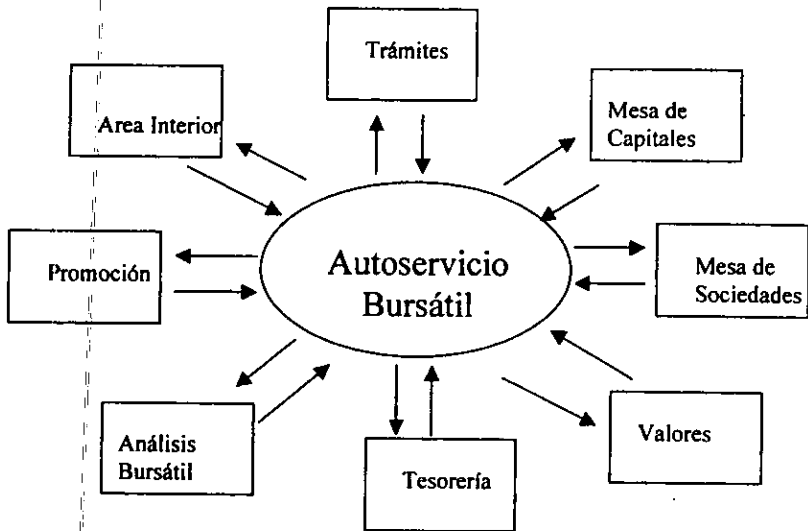 Trámites
Area Interior
Mesa de
Capitales
Promoción
Autoservicio
Bursátil
Mesa de
Sociedades
Análisis
Bursátil
Tesorería
Valores